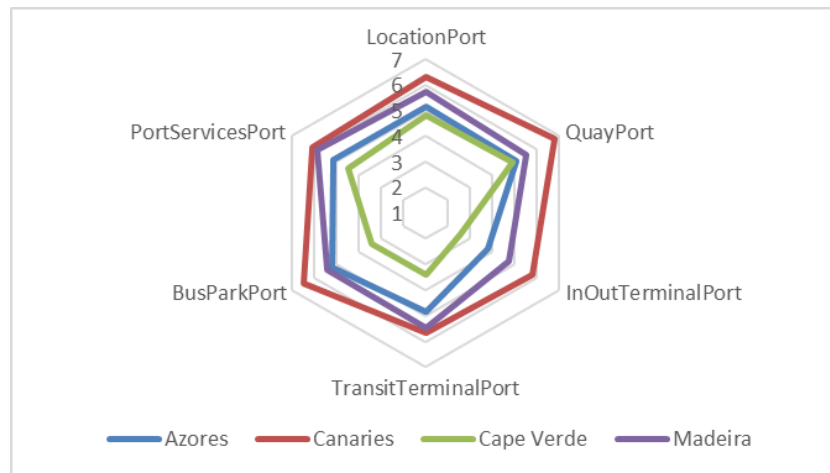 LocationPort
7
6
5
4
3
2
1
PortServicesPort
QuayPort
BusParkPort
InOutTerminalPort
TransitTerminalPort
Azores Canaries Cape Verde Madeira